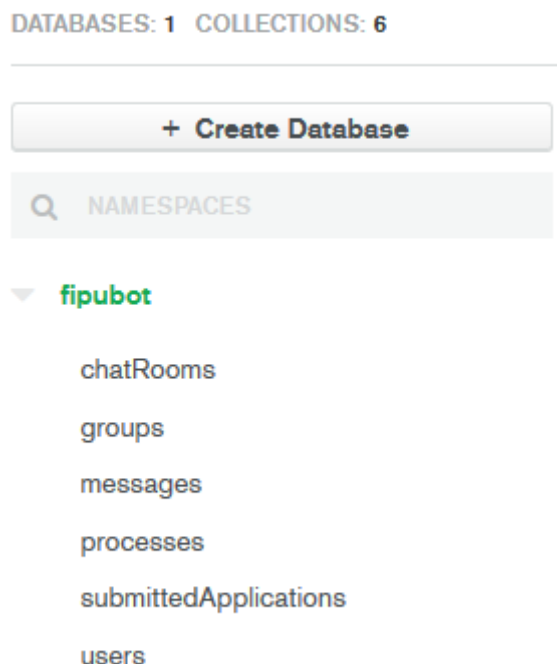 DATABASES: 1 COLLECTIONS: 6
+ Create Database
NAMESPACES
fipubot
chatRooms
groups
messages
processes
submittedApplications
users